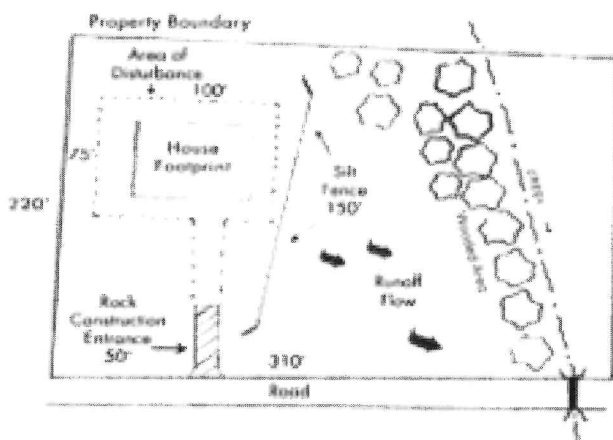 Property Boundary
Area of
Disturbance
100'
75'
House
Footprint
220'
Silt
Fence
150'
Wooded Area
Runoff
Flow
Rock
Construction
Entrance
50'
310'
Road